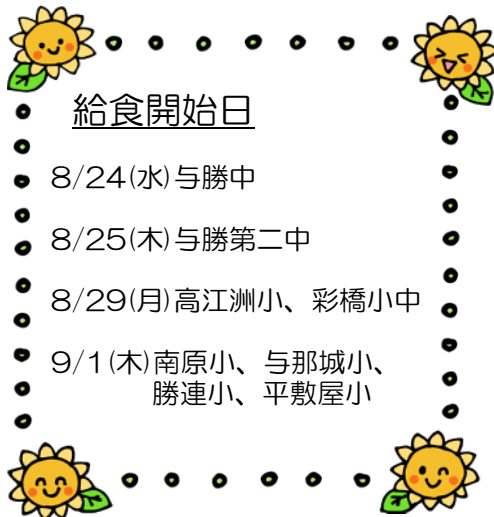 給食開始日
8/24(水)与勝中
8/25(木)与勝第二中
8/29(月)高江洲小、彩橋小中
9/1(木)南原小、与那城小、
勝連小、平敷屋小